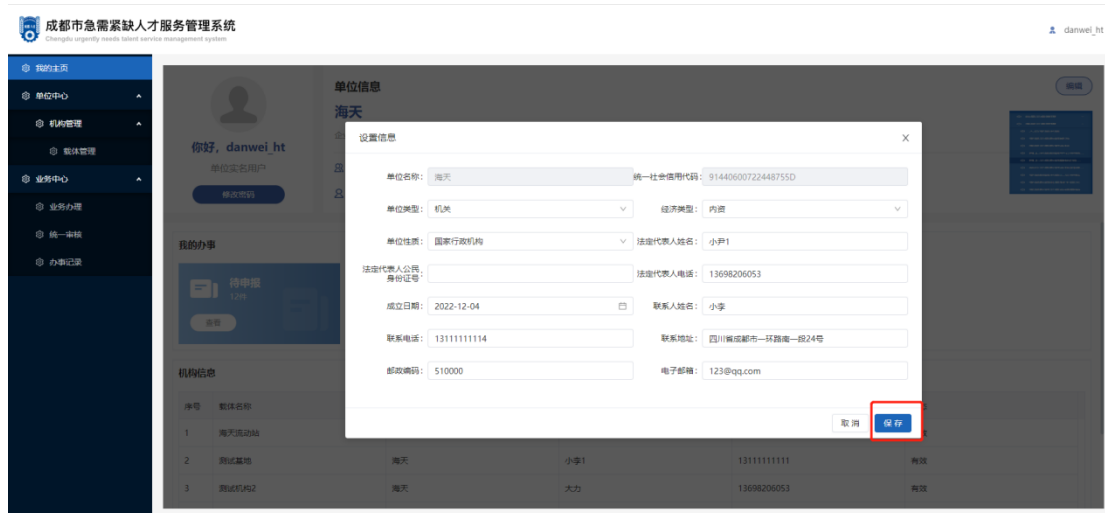 成都市急需紧缺人才服务管理系统
Chengdu urgently needs talent service management system
danwei_ht
我的主页
单位中心
机构管理
载体管理
业务中心
业务办理
统一审核
办事记录
你好, danwei_ht
单位实名用户
修改密码
单位信息
海天
编辑
设置信息
单位名称: 海天
统一社会信用代码: 91440600722448755D
单位类型: 机关
经济类型: 内资
单位性质: 国家行政机构
法定代表人姓名: 小尹1
法定代表人公民
身份证号:
法定代表人电话: 13698206053
成立日期: 2022-12-04
联系人姓名: 小李
联系电话: 13111111114
联系地址: 四川省成都市一环路南一段24号
邮政编码: 510000
电子邮箱: 123@qq.com
取 消
保 存
我的办事
待申报
12件
查看
机构信息
序号 载体名称
1 海天流动站
2 测试基地 海天 小李1 13111111111 有效
3 测试机构2 海天 大力 13698206053 有效